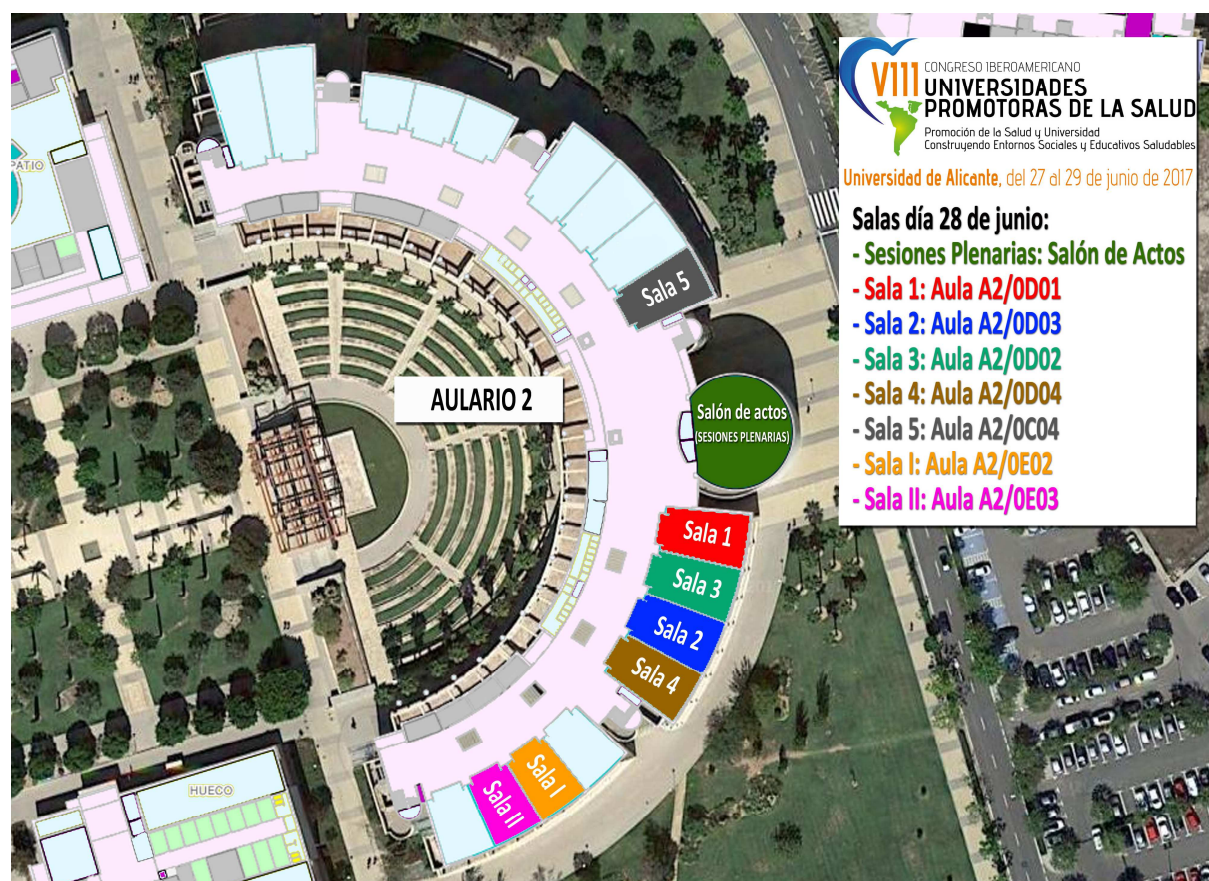 VIII
CONGRESO IBEROAMERICANO
UNIVERSIDADES
PROMOTORAS DE LA SALUD
Promoción de la Salud y Universidad
Construyendo Entornos Sociales y Educativos Saludables
Universidad de Alicante, del 27 al 29 de junio de 2017
Salas día 28 de junio:
- Sesiones Plenarias: Salón de Actos
- Sala 1: Aula A2/0D01
- Sala 2: Aula A2/0D03
- Sala 3: Aula A2/0D02
- Sala 4: Aula A2/0D04
- Sala 5: Aula A2/0C04
- Sala I: Aula A2/0E02
- Sala II: Aula A2/0E03
PATIO
Sala 5
AULARIO 2
Salón de actos
(SESIONES PLENARIAS)
Sala 1
Sala 3
Sala 2
Sala 4
Sala I
Sala II
HUECO